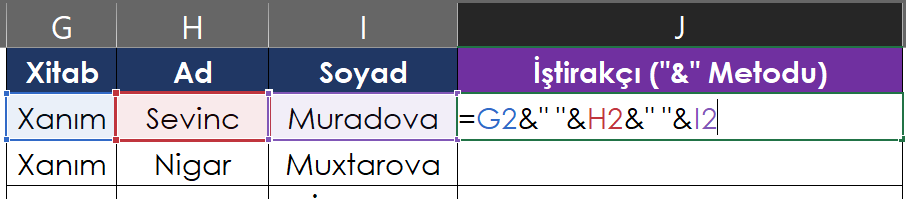 G H I J
Xitab Ad Soyad İştirakçı ("&" Metodu)
Xanım Sevinc Muradova =G2&" "&H2&" "&I2
Xanım Nigar Muxtarova